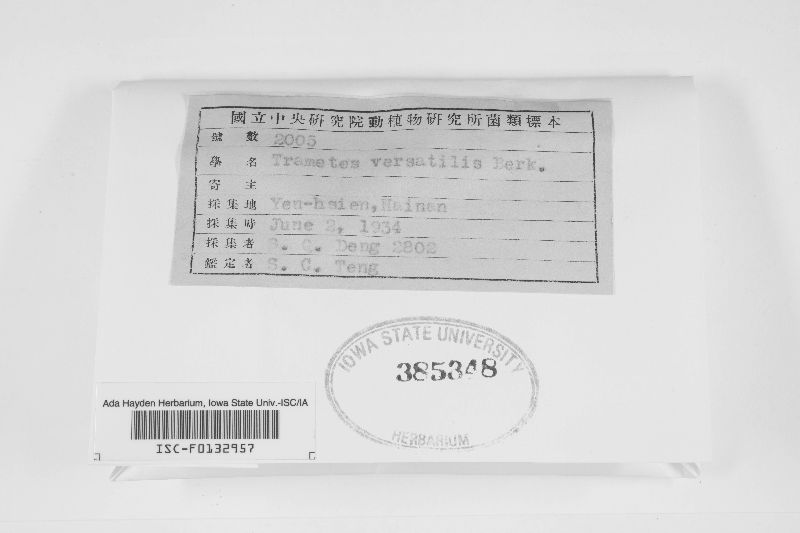 國立中央研究院動植物研究所菌類標本
號數 2005
學名 Trametes versatilis Berk.
寄主
採集地 Yen-hsien, Hainan
採集時 June 2, 1934
採集者 S. Q. Deng 2802
鑑定者 S. C. Teng
IOWA STATE UNIVERSITY
385348
HERBARIUM
Ada Hayden Herbarium, Iowa State Univ.-ISC/IA
ISC-F0132957